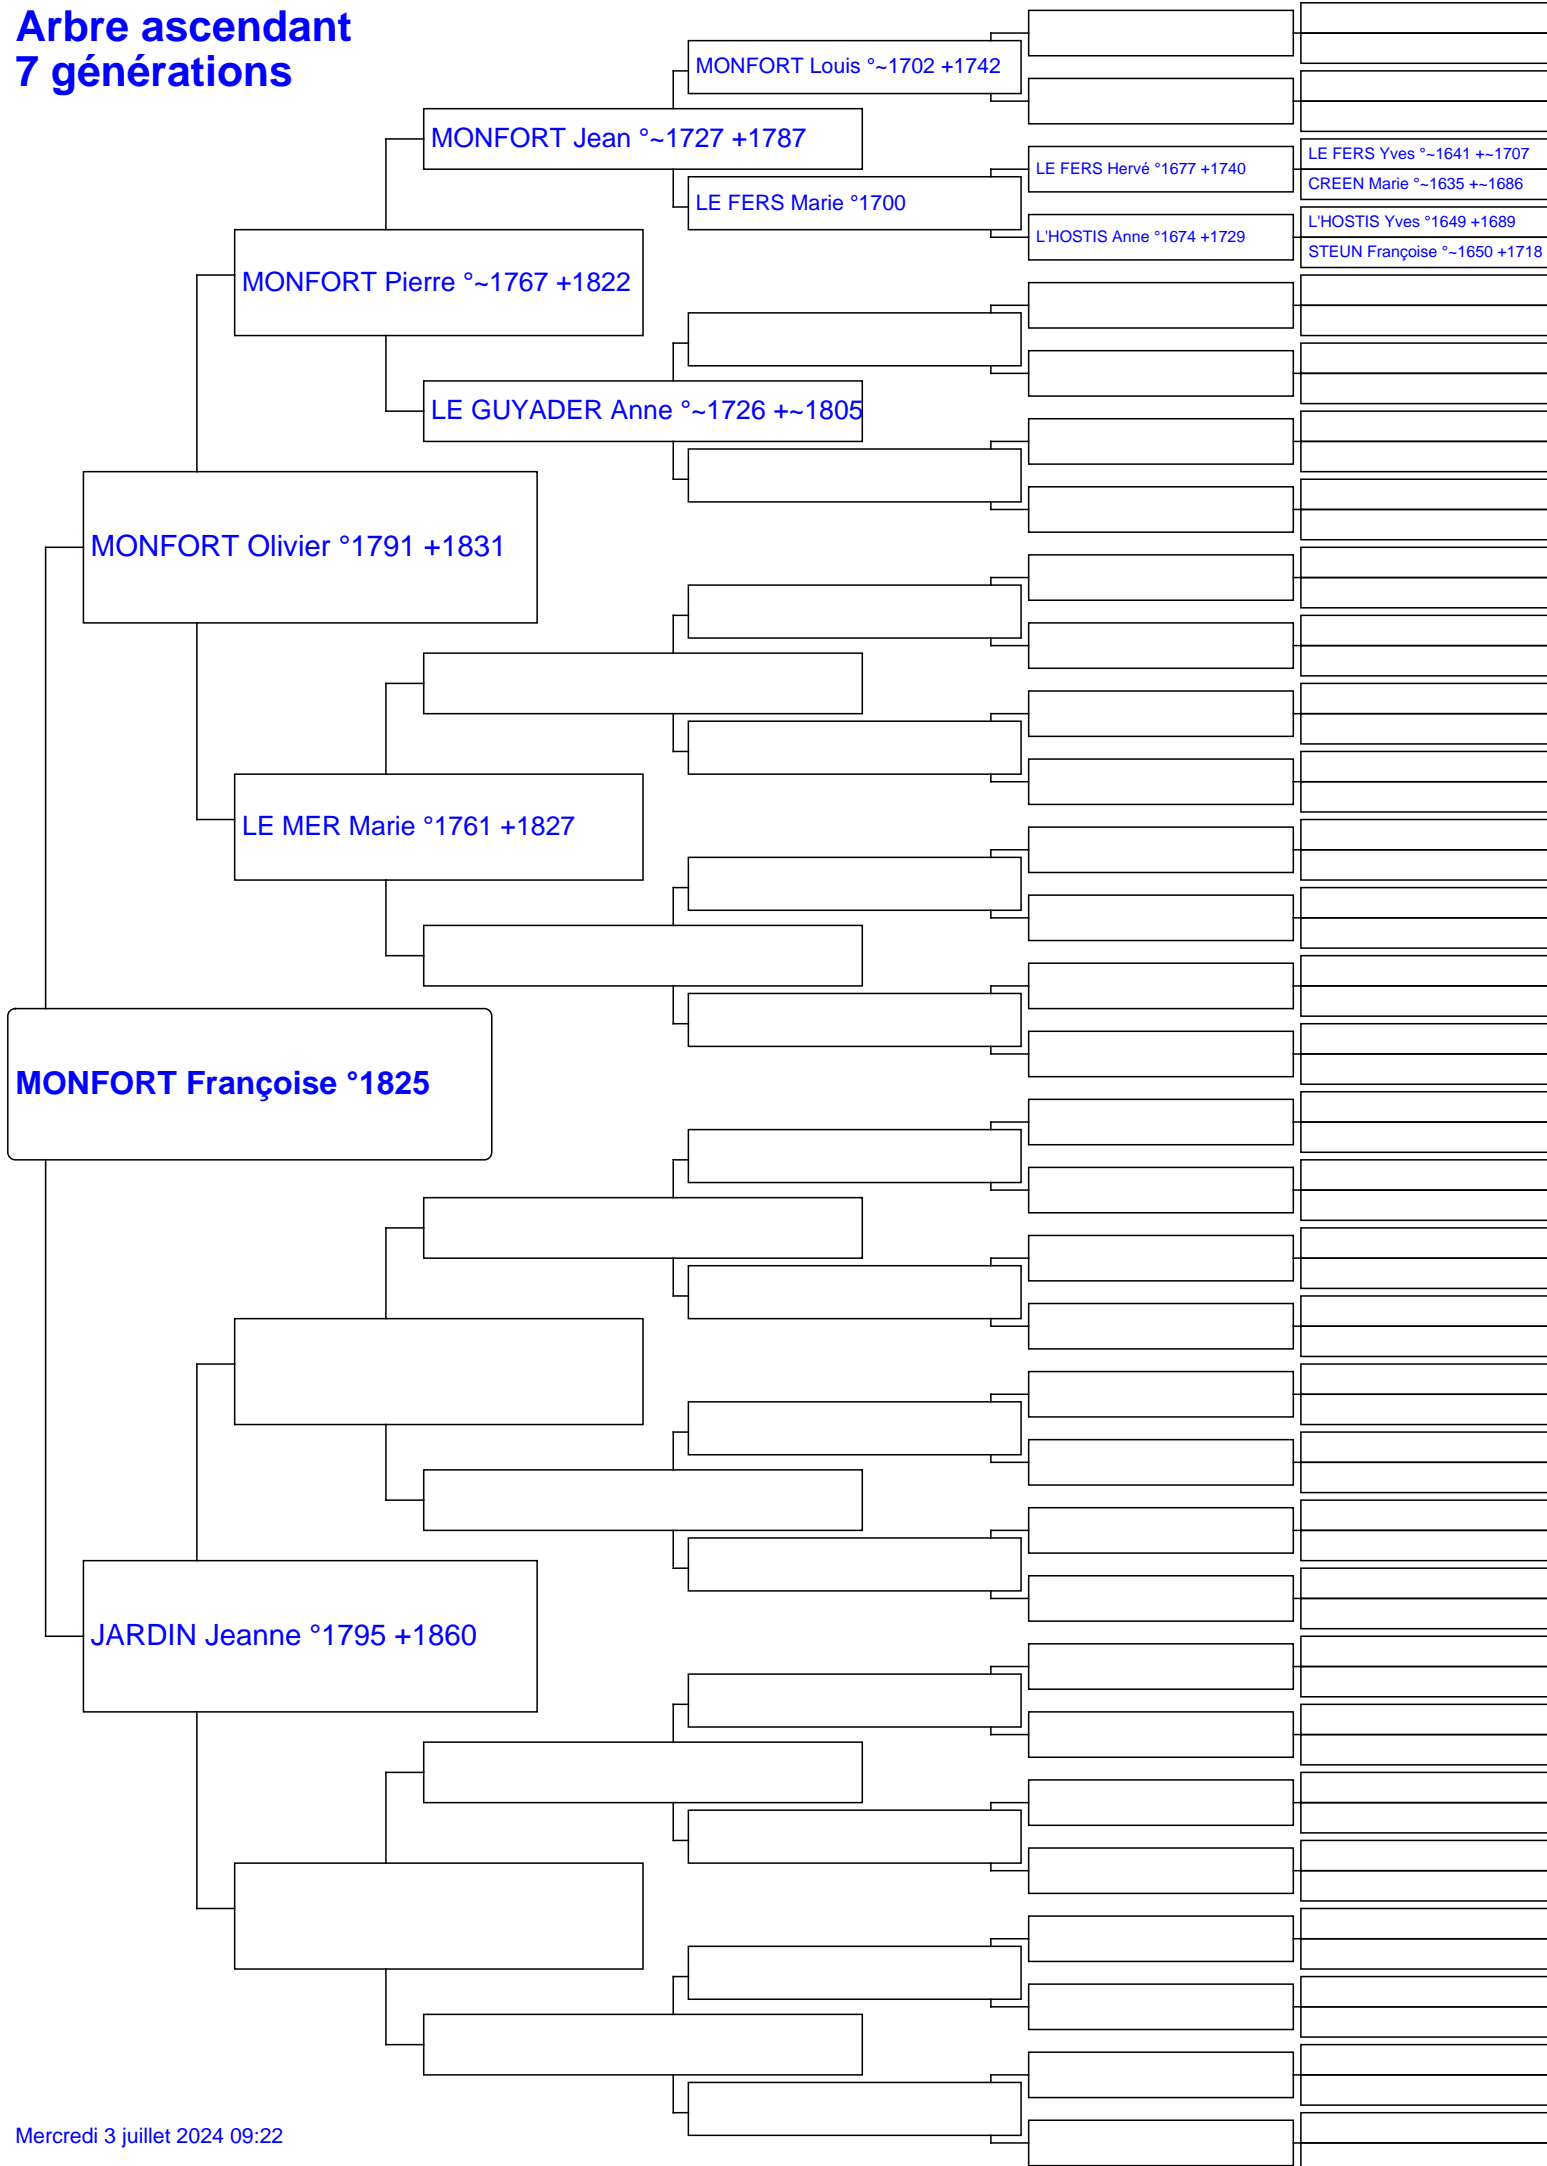 Arbre ascendant
7 générations
MONFORT Louis °~1702 +1742
MONFORT Jean °~1727 +1787
LE FERS Yves °~1641 +~1707
LE FERS Hervé °1677 +1740
CREEN Marie °~1635 +~1686
LE FERS Marie °1700
L'HOSTIS Yves °1649 +1689
L'HOSTIS Anne °1674 +1729
STEUN Françoise °~1650 +1718
MONFORT Pierre °~1767 +1822
LE GUYADER Anne °~1726 +~1805
MONFORT Olivier °1791 +1831
LE MER Marie °1761 +1827
MONFORT Françoise °1825
JARDIN Jeanne °1795 +1860
Mercredi 3 juillet 2024 09:22